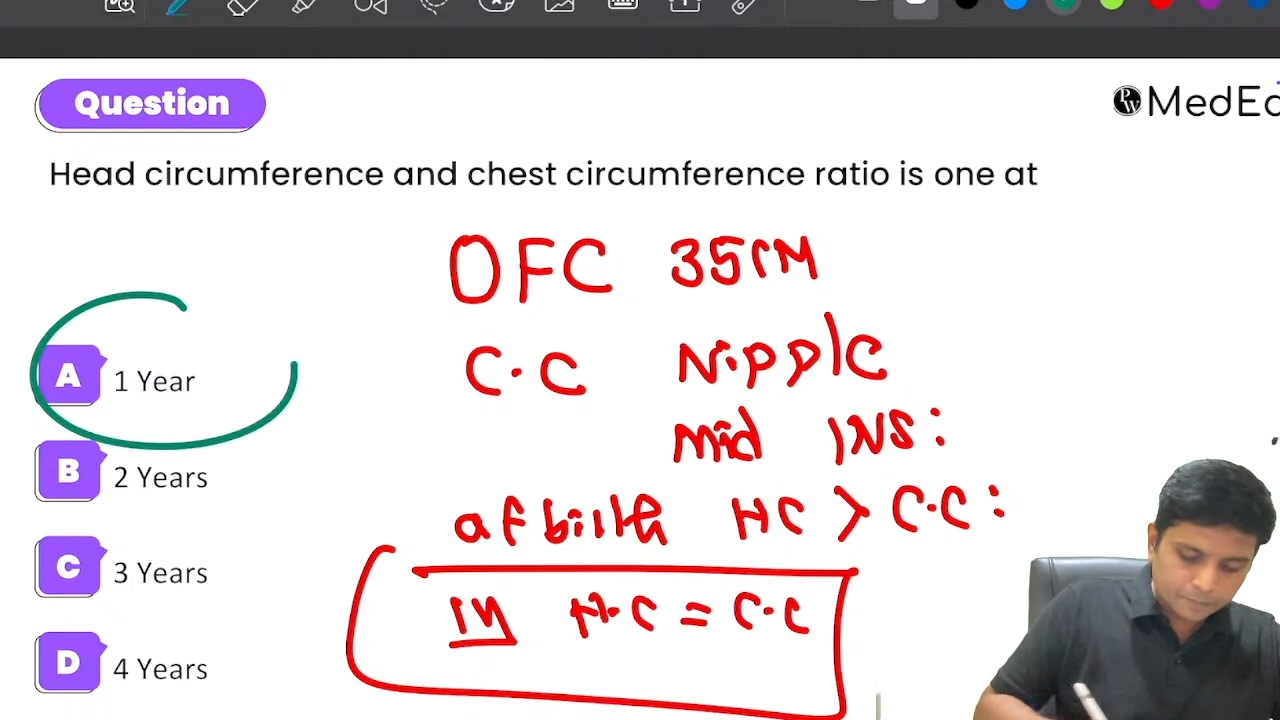 Question
MedEd
Head circumference and chest circumference ratio is one at
OFC 35CM
A 1 Year
C.C Nipple
mid INS:
B 2 Years
at birth HC > C.C:
C 3 Years
1y H.C = C.C
D 4 Years